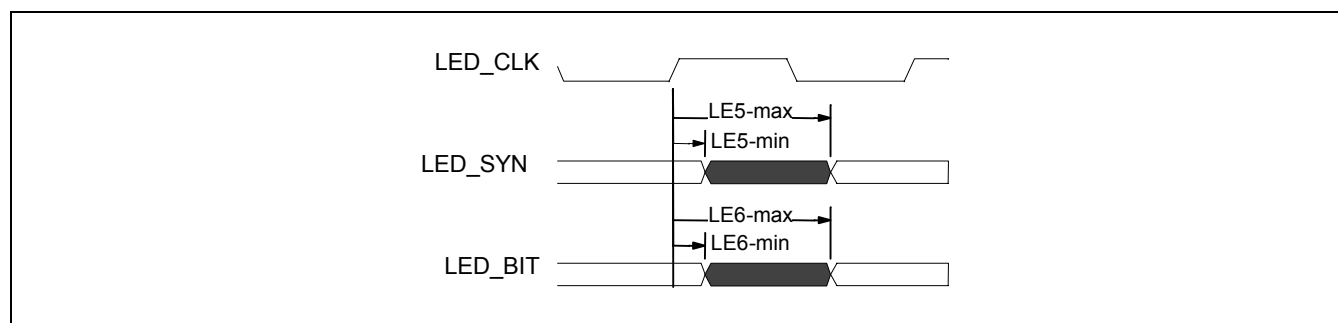 LED_CLK
LE5-max
LE5-min
LED_SYN
LE6-max
LE6-min
LED_BIT